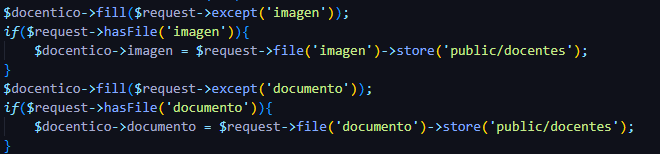 $docentico->fill($request->except('imagen'));
if($request->hasFile('imagen')){
    $docentico->imagen = $request->file('imagen')->store('public/docentes');
}
$docentico->fill($request->except('documento'));
if($request->hasFile('documento')){
    $docentico->documento = $request->file('documento')->store('public/docentes');
}